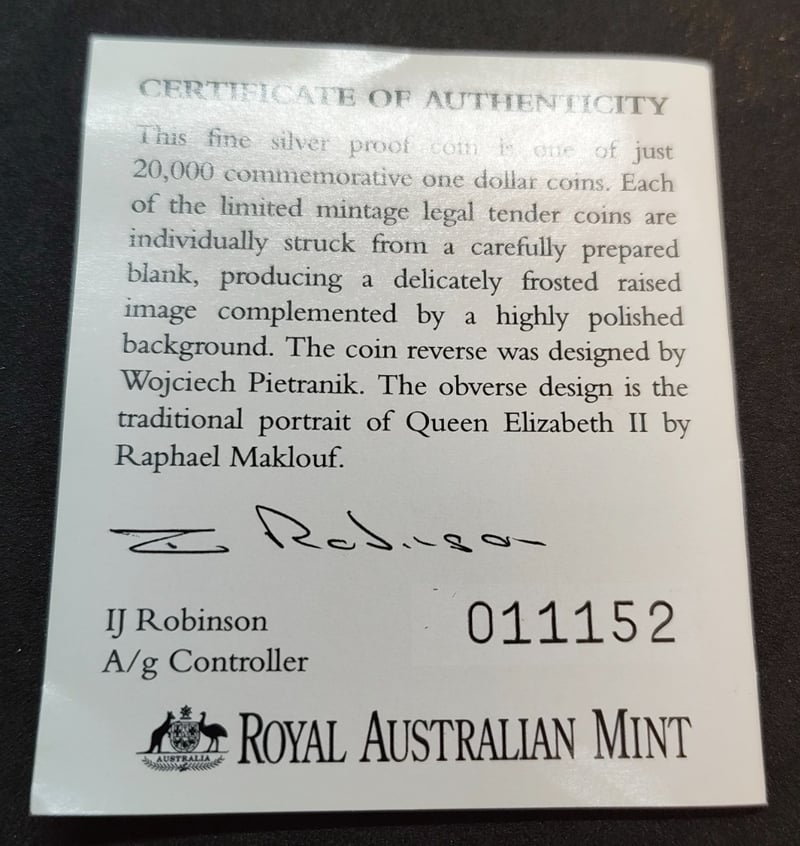 CERTIFICATE OF AUTHENTICITY
This fine silver proof coin is one of just
20,000 commemorative one dollar coins. Each
of the limited mintage legal tender coins are
individually struck from a carefully prepared
blank, producing a delicately frosted raised
image complemented by a highly polished
background. The coin reverse was designed by
Wojciech Pietranik. The obverse design is the
traditional portrait of Queen Elizabeth II by
Raphael Maklouf.
I Robinson
IJ Robinson
011152
A/g Controller
AUSTRALIA
ROYAL AUSTRALIAN MINT